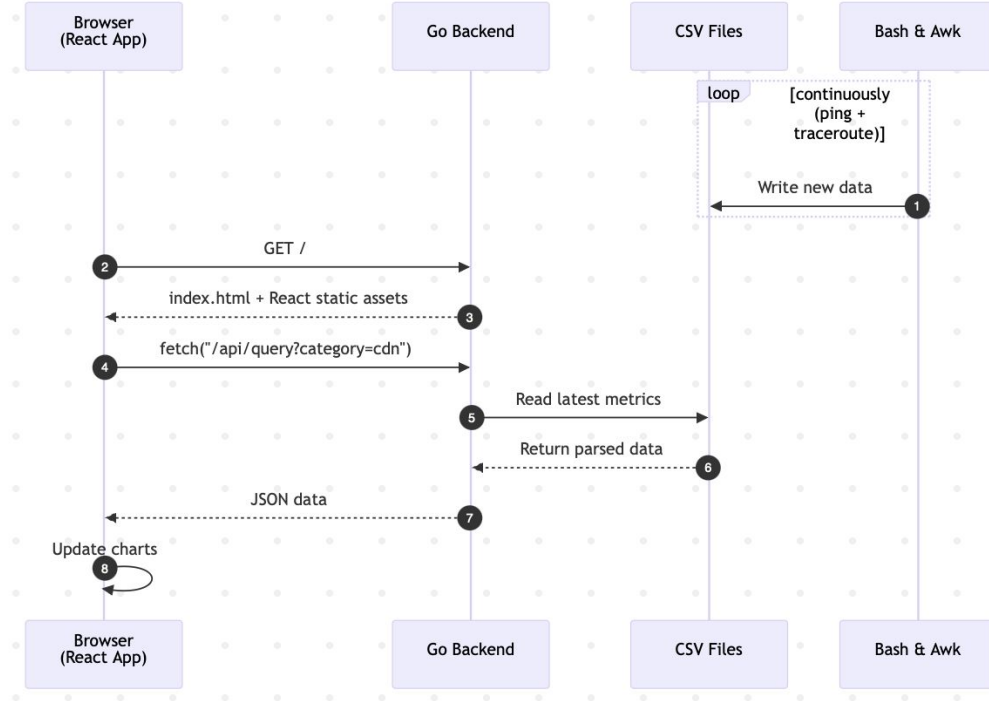 Browser
(React App)
Go Backend
CSV Files
Bash & Awk
loop
[continuously
(ping +
traceroute)]
Write new data
1
GET /
2
index.html + React static assets
3
fetch("/api/query?category=cdn")
4
Read latest metrics
5
Return parsed data
6
JSON data
7
Update charts
8
Browser
(React App)
Go Backend
CSV Files
Bash & Awk